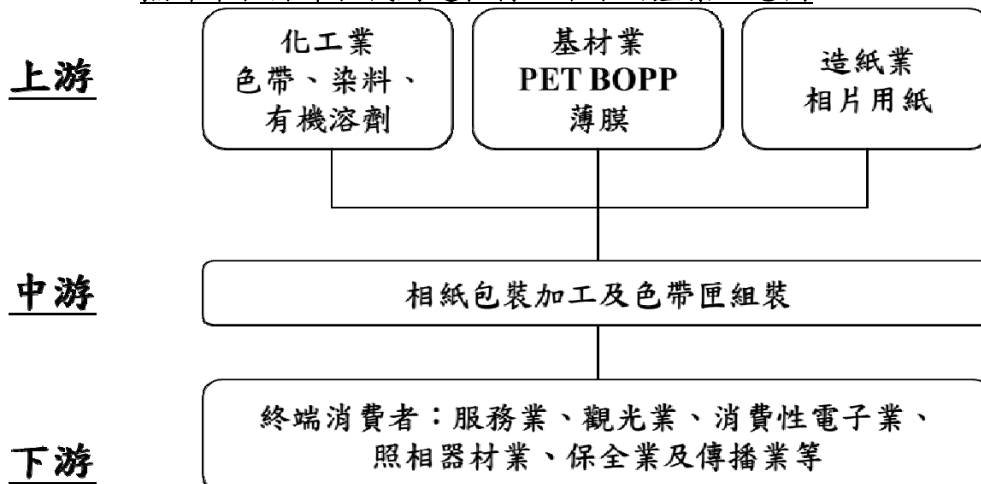 上游
化工業
色帶、染料、
有機溶劑
基材業
PET BOPP
薄膜
造紙業
相片用紙
中游
相紙包裝加工及色帶匣組裝
下游
終端消費者：服務業、觀光業、消費性電子業、
照相器材業、保全業及傳播業等